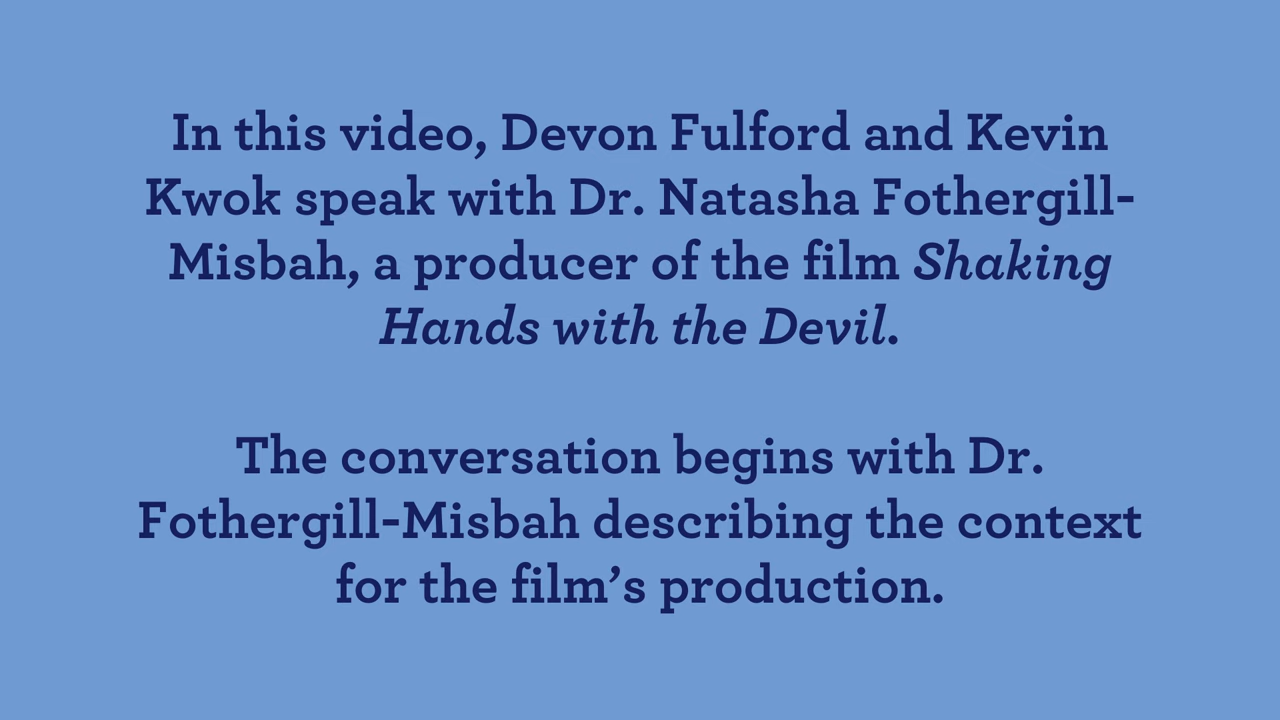 In this video, Devon Fulford and Kevin
Kwok speak with Dr. Natasha Fothergill-
Misbah, a producer of the film Shaking
Hands with the Devil.
The conversation begins with Dr.
Fothergill-Misbah describing the context
for the film’s production.